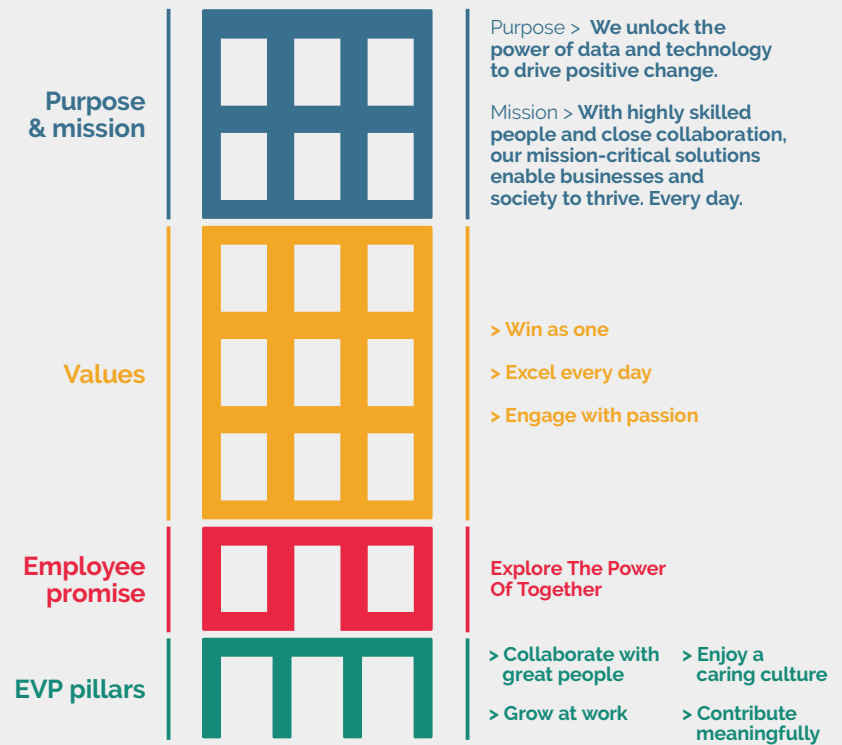 Purpose
& mission
Purpose > We unlock the
power of data and technology
to drive positive change.
Mission > With highly skilled
people and close collaboration,
our mission-critical solutions
enable businesses and
society to thrive. Every day.
Values
> Win as one
> Excel every day
> Engage with passion
Employee
promise
Explore The Power
Of Together
EVP pillars
> Collaborate with
great people
> Enjoy a
caring culture
> Grow at work
> Contribute
meaningfully